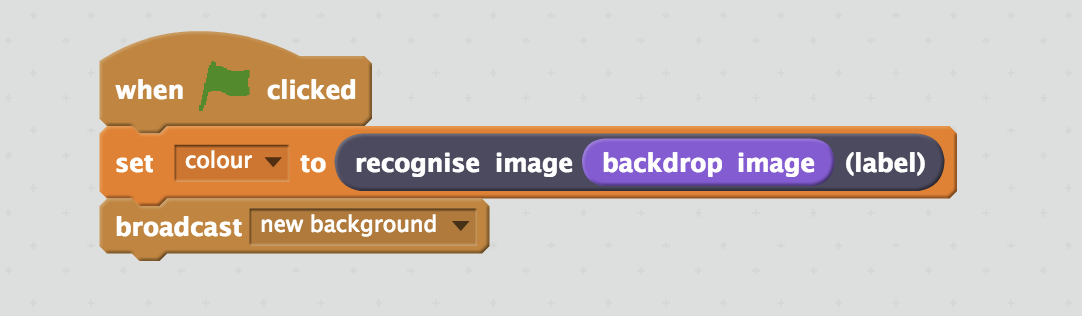 when clicked
set colour to recognise image backdrop image (label)
broadcast new background